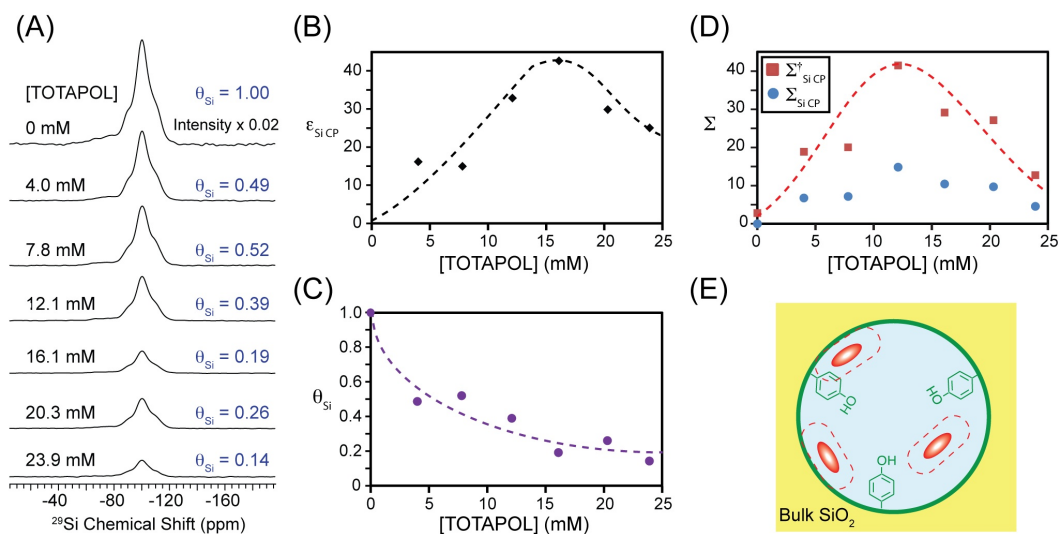 (A)
[TOTAPOL]
θSi = 1.00
0 mM
Intensity x 0.02
4.0 mM
θSi = 0.49
7.8 mM
θSi = 0.52
12.1 mM
θSi = 0.39
16.1 mM
θSi = 0.19
20.3 mM
θSi = 0.26
23.9 mM
θSi = 0.14
-40 -80 -120 -160
29Si Chemical Shift (ppm)
(B)
40
30
20
10
0
εSi CP
0 5 10 15 20 25
[TOTAPOL] (mM)
(C)
1.0
0.8
0.6
0.4
0.2
0
θSi
0 5 10 15 20 25
[TOTAPOL] (mM)
(D)
Σ†Si CP
ΣSi CP
40
30
20
10
0
Σ
0 5 10 15 20 25
[TOTAPOL] (mM)
(E)
OH
HO
OH
Bulk SiO2